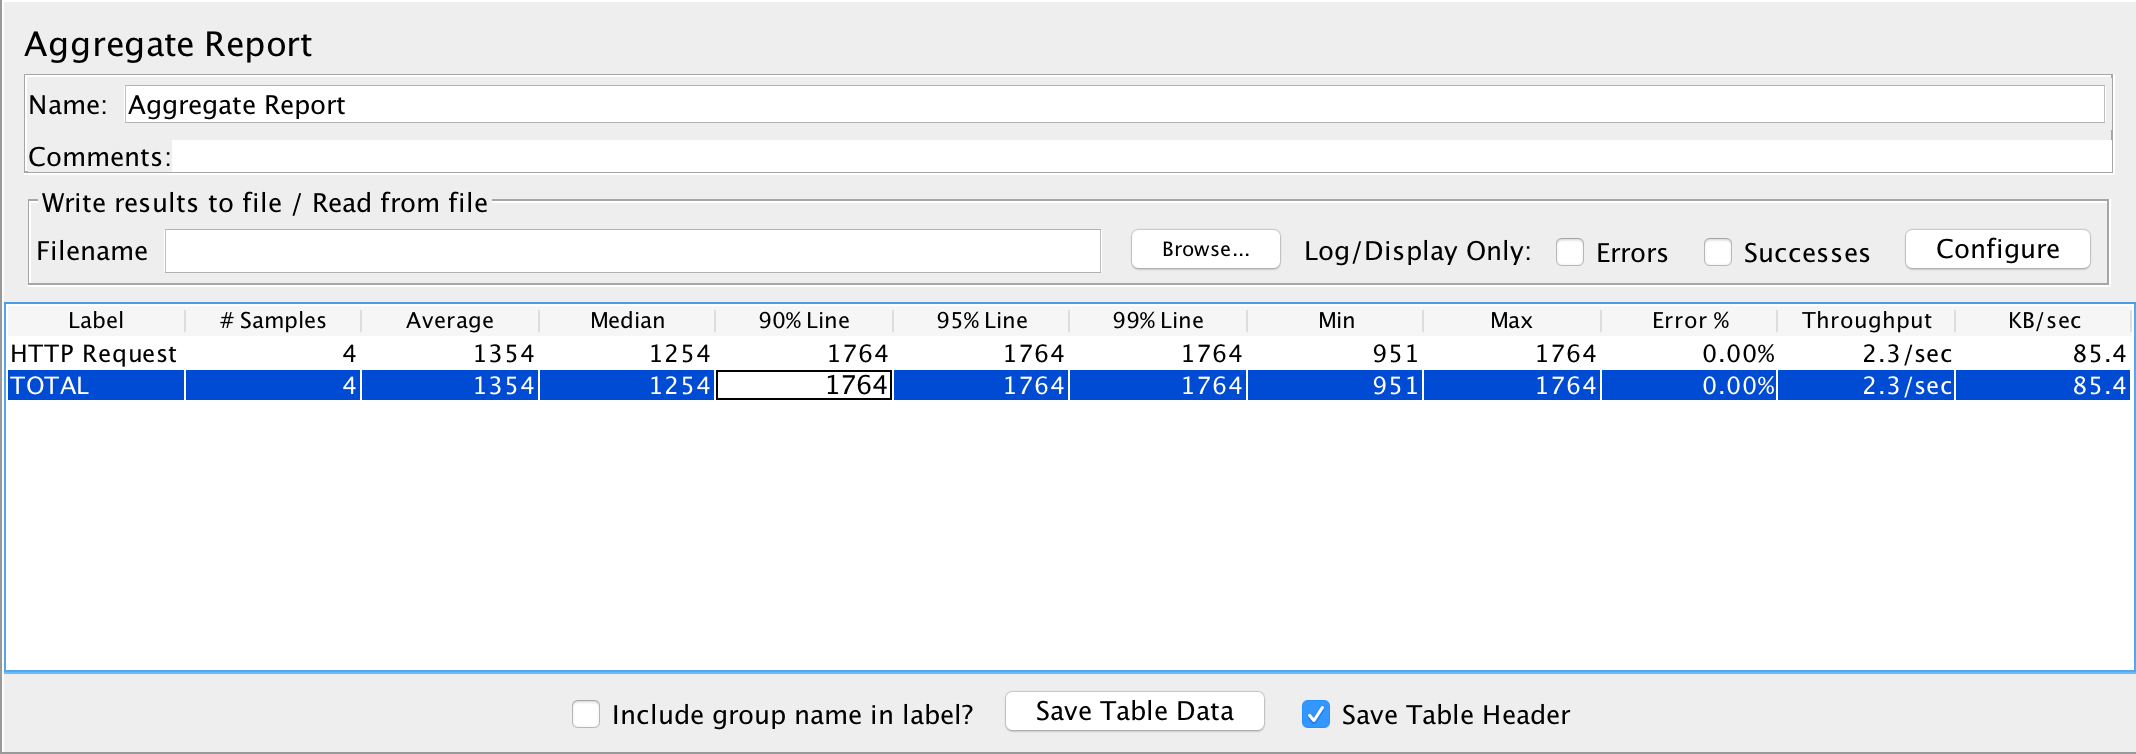 Aggregate Report
Name: Aggregate Report
Comments:
Write results to file / Read from file
Filename Browse... Log/Display Only: Errors Successes Configure
Label # Samples Average Median 90% Line 95% Line 99% Line Min Max Error % Throughput KB/sec
HTTP Request 4 1354 1254 1764 1764 1764 951 1764 0.00% 2.3/sec 85.4
TOTAL 4 1354 1254 1764 1764 1764 951 1764 0.00% 2.3/sec 85.4
Include group name in label? Save Table Data Save Table Header